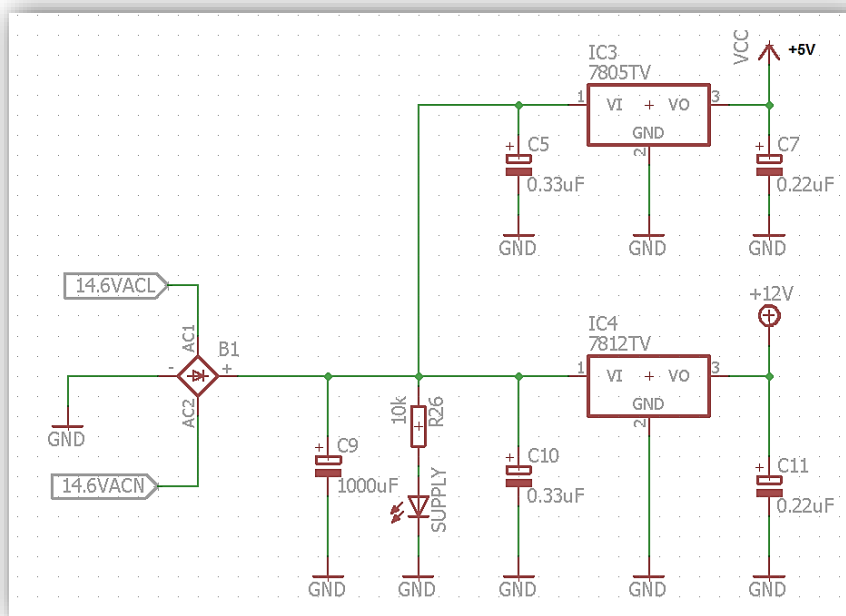 IC3
7805TV
VCC
+5V
1
VI
+
VO
3
GND
2
+
C5
0.33uF
+
C7
0.22uF
GND
GND
GND
14.6VACL
AC1
B1
-
+
AC2
GND
14.6VACN
+12V
IC4
7812TV
1
VI
+
VO
3
GND
2
10k
+
R26
+
C9
1000uF
SUPPLY
+
C10
0.33uF
+
C11
0.22uF
GND
GND
GND
GND
GND